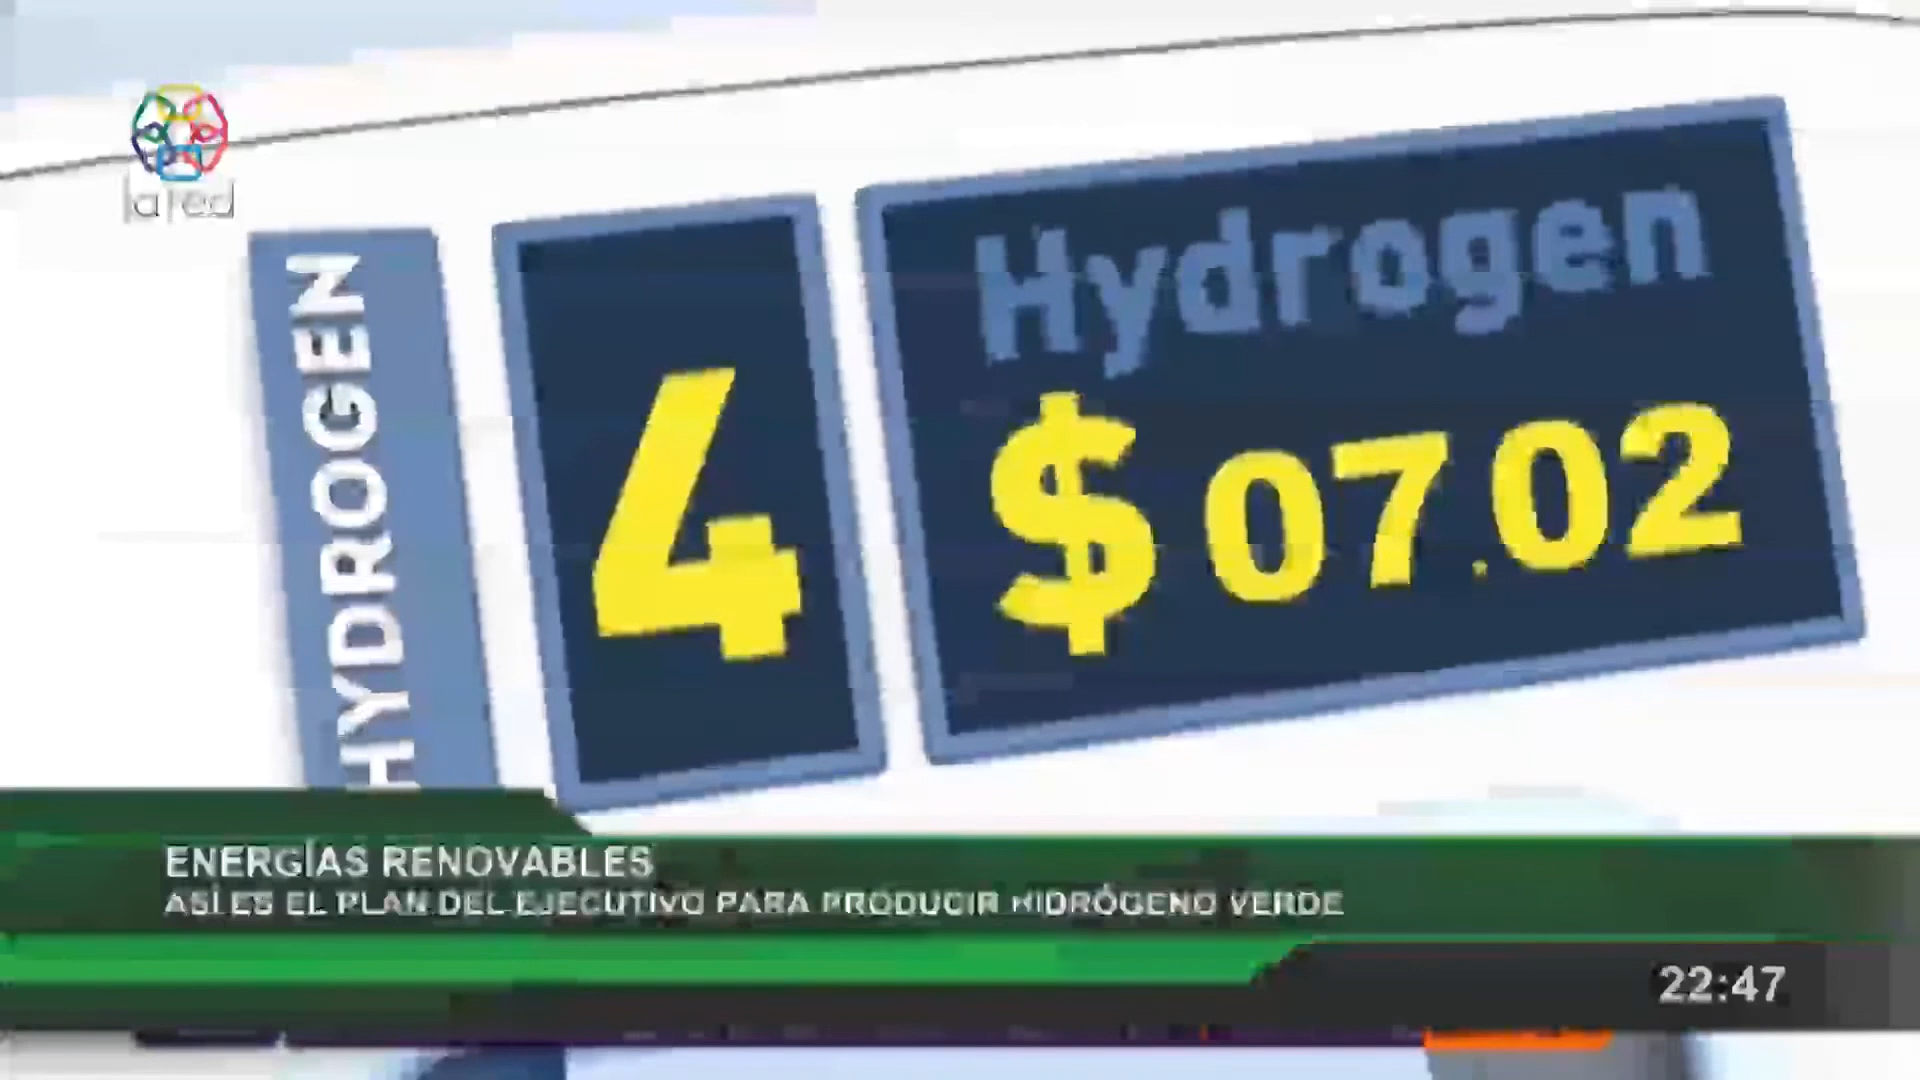 la red
HYDROGEN
4
Hydrogen
$ 07.02
ENERGÍAS RENOVABLES
ASÍ ES EL PLAN DEL EJECUTIVO PARA PRODUCIR HIDRÓGENO VERDE
22:47